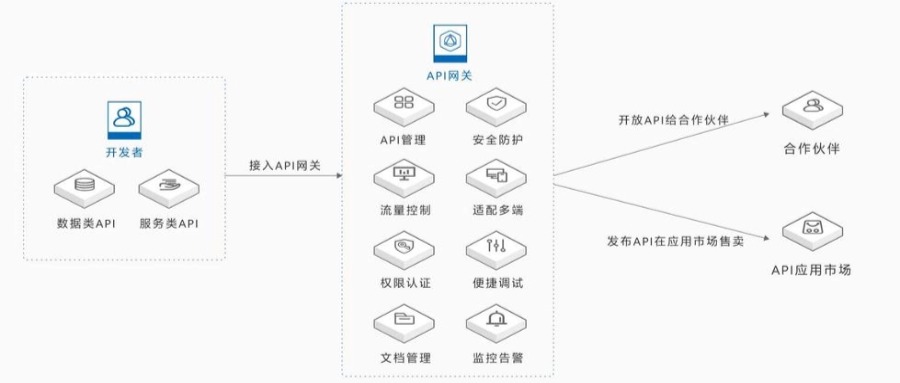 开发者
数据类API
服务类API
接入API网关
API网关
API管理
安全防护
流量控制
适配多端
权限认证
便捷调试
文档管理
监控告警
开放API给合作伙伴
合作伙伴
发布API在应用市场售卖
API应用市场